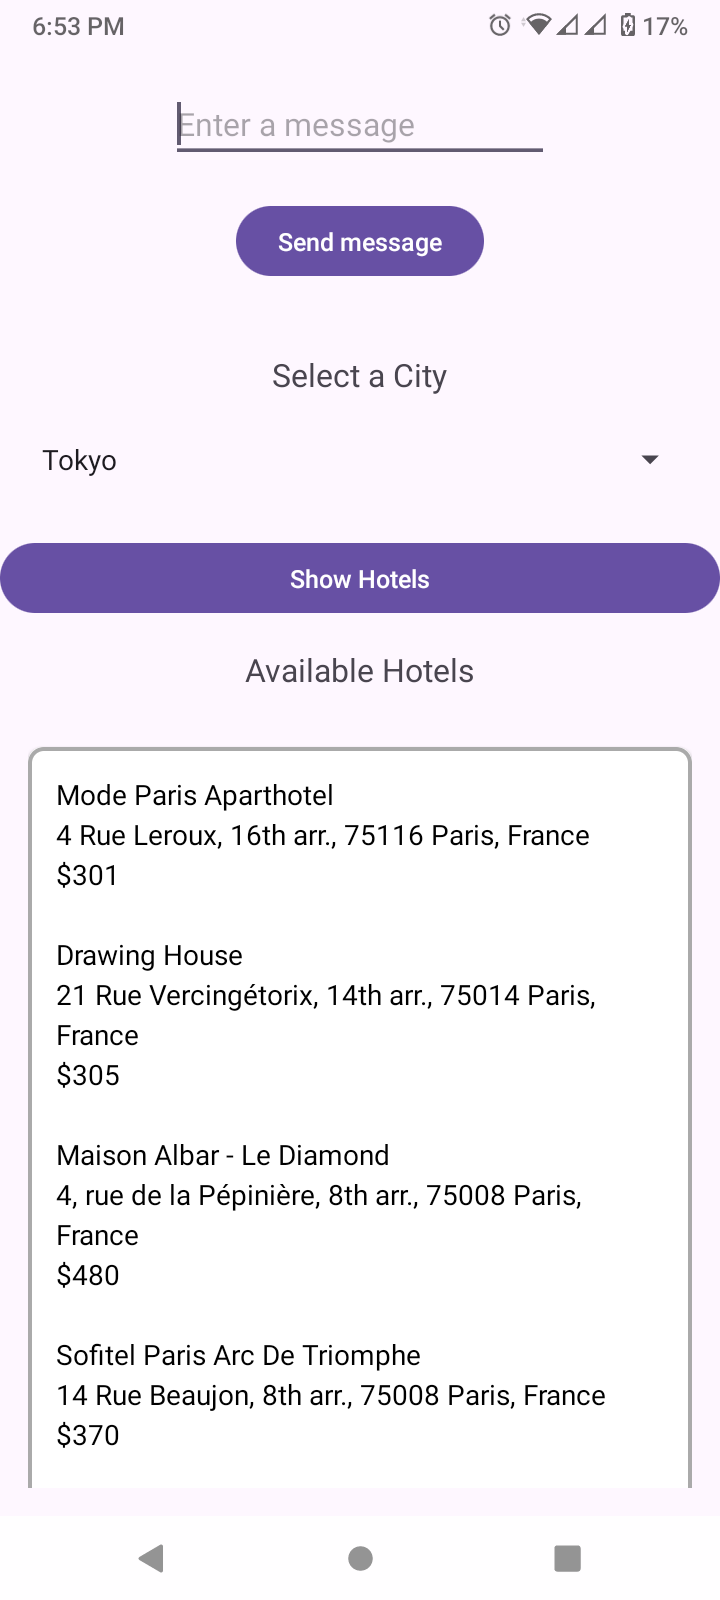 6:53 PM
17%
Enter a message
Send message
Select a City
Tokyo
Show Hotels
Available Hotels
Mode Paris Aparthotel
4 Rue Leroux, 16th arr., 75116 Paris, France
$301
Drawing House
21 Rue Vercingétorix, 14th arr., 75014 Paris,
France
$305
Maison Albar - Le Diamond
4, rue de la Pépinière, 8th arr., 75008 Paris,
France
$480
Sofitel Paris Arc De Triomphe
14 Rue Beaujon, 8th arr., 75008 Paris, France
$370